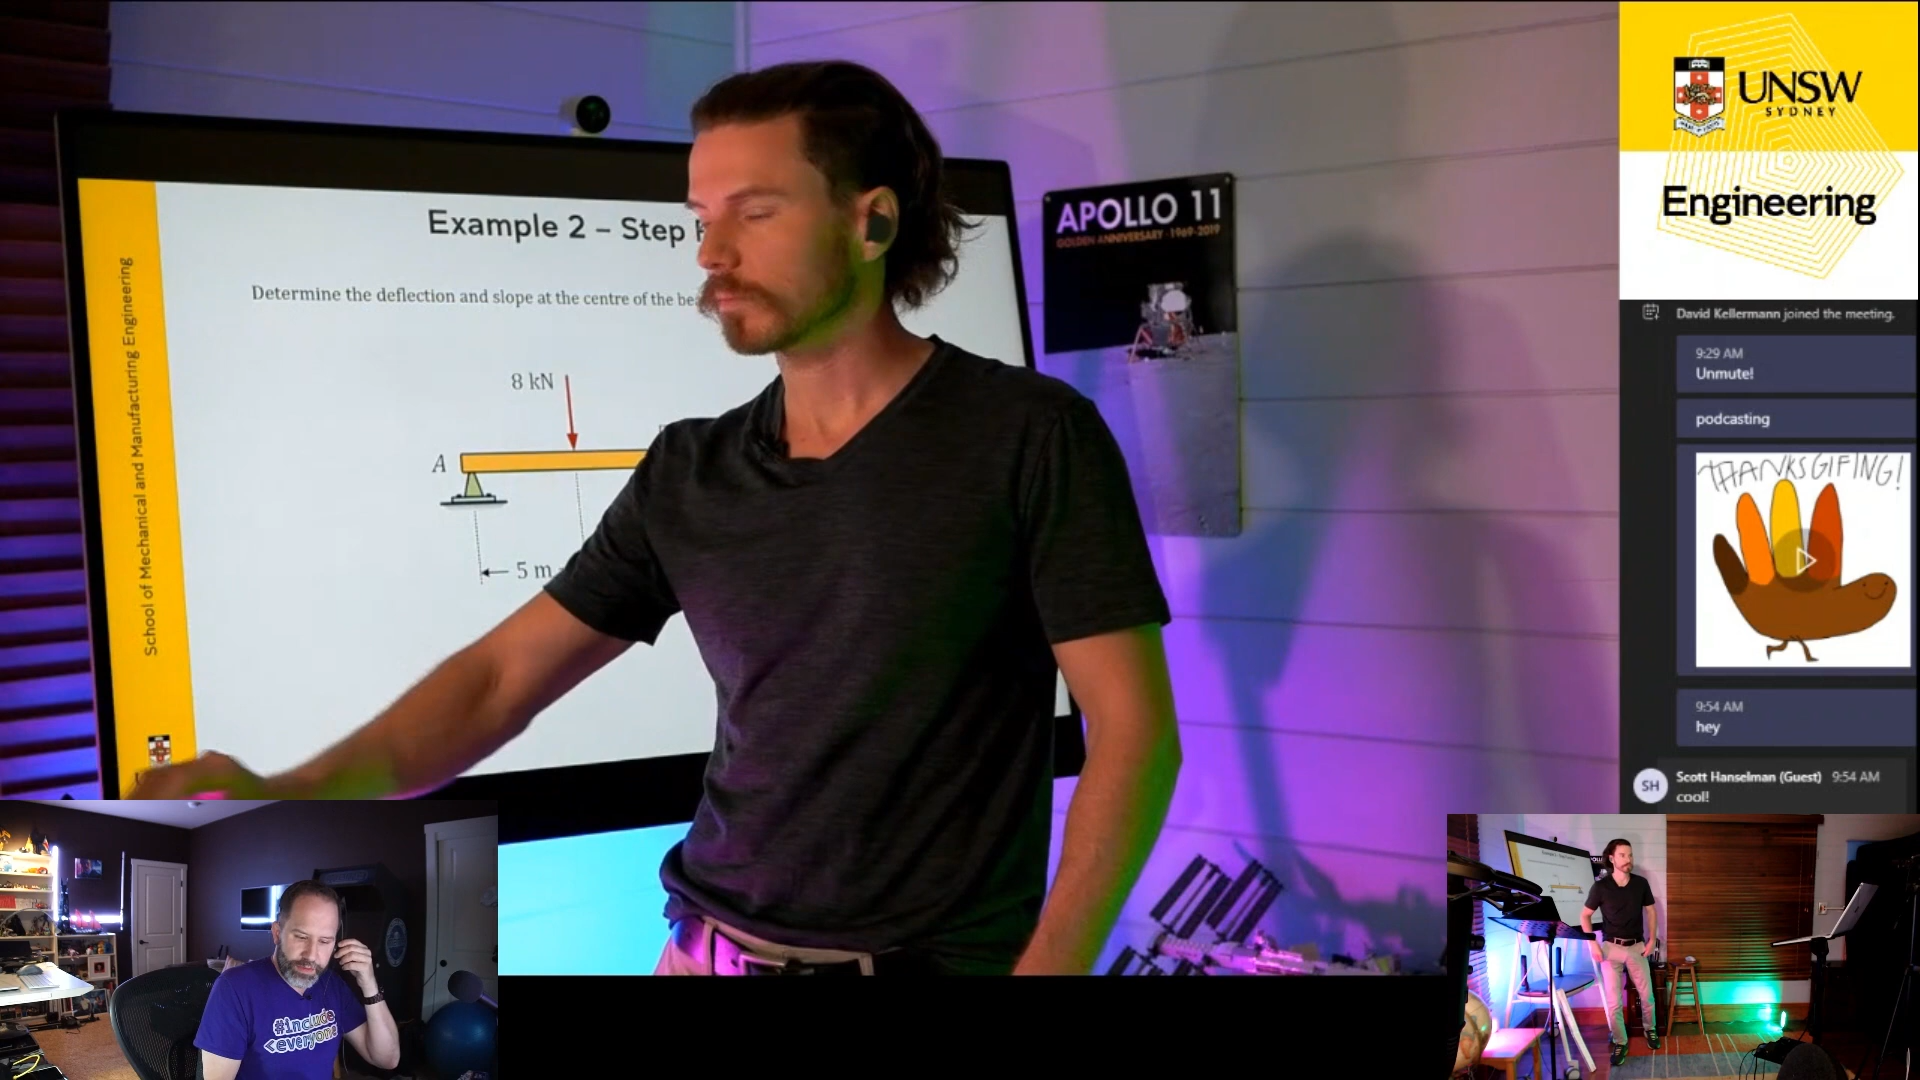 Example 2 – Step
Determine the deflection and slope at the centre of the
8 kN
A
5 m
School of Mechanical and Manufacturing Engineering
APOLLO 11
GOLDEN ANNIVERSARY · 1969-2019
UNSW
SYDNEY
Engineering
David Kellermann joined the meeting.
9:29 AM
Unmute!
podcasting
THANKSGIFING!
9:54 AM
hey
SH
Scott Hanselman (Guest) 9:54 AM
cool!
#include
<everyone